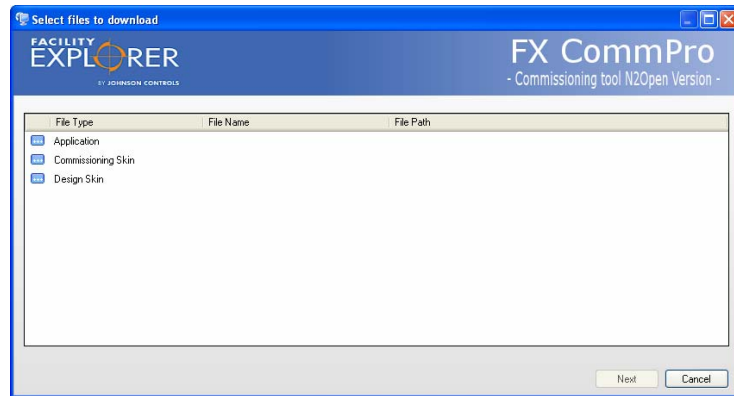 Select files to download
FACILITY
EXPLORER
BY JOHNSON CONTROLS
FX CommPro
- Commissioning tool N2Open Version -
File Type File Name File Path
Application
Commissioning Skin
Design Skin
Next Cancel